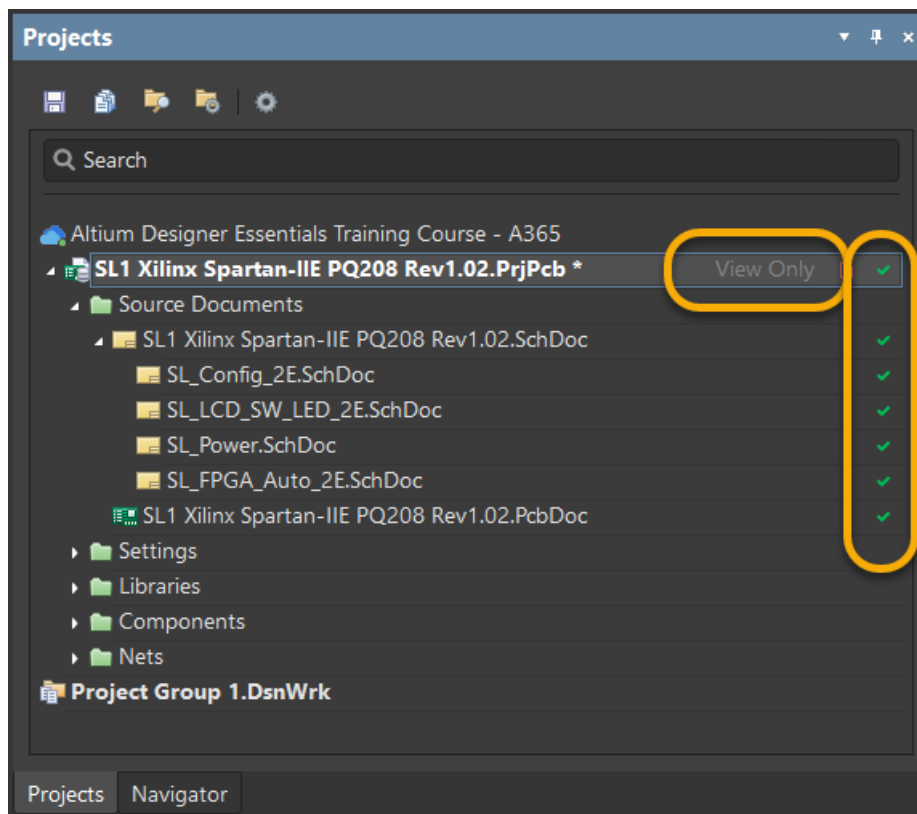 Projects
Search
Altium Designer Essentials Training Course - A365
SL1 Xilinx Spartan-IIE PQ208 Rev1.02.PrjPcb * View Only
Source Documents
SL1 Xilinx Spartan-IIE PQ208 Rev1.02.SchDoc
SL_Config_2E.SchDoc
SL_LCD_SW_LED_2E.SchDoc
SL_Power.SchDoc
SL_FPGA_Auto_2E.SchDoc
SL1 Xilinx Spartan-IIE PQ208 Rev1.02.PcbDoc
Settings
Libraries
Components
Nets
Project Group 1.DsnWrk
Projects Navigator